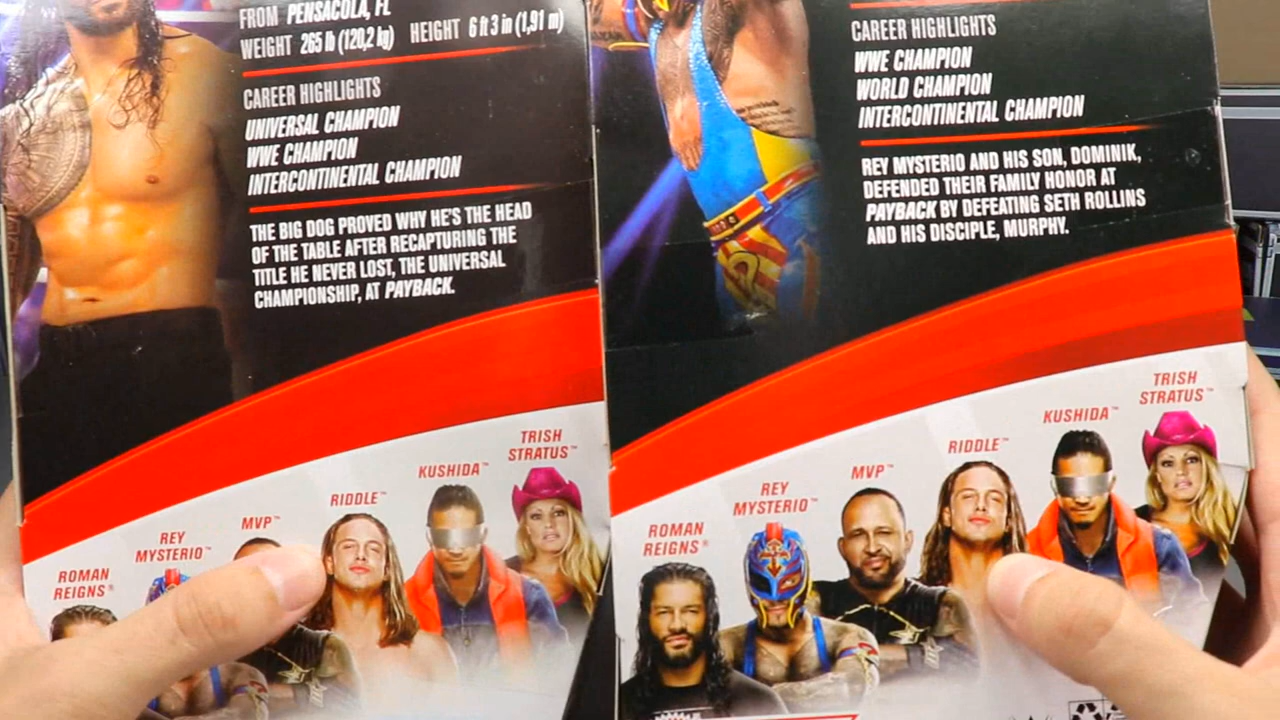 FROM PENSACOLA, FL
WEIGHT 265 lb (120,2 kg) HEIGHT 6 ft 3 in (1,91 m)
CAREER HIGHLIGHTS
UNIVERSAL CHAMPION
WWE CHAMPION
INTERCONTINENTAL CHAMPION
THE BIG DOG PROVED WHY HE'S THE HEAD
OF THE TABLE AFTER RECAPTURING THE
TITLE HE NEVER LOST, THE UNIVERSAL
CHAMPIONSHIP, AT PAYBACK.
ROMAN
REIGNS®
REY
MYSTERIO™
MVP™
RIDDLE™
KUSHIDA™
TRISH
STRATUS™
CAREER HIGHLIGHTS
WWE CHAMPION
WORLD CHAMPION
INTERCONTINENTAL CHAMPION
REY MYSTERIO AND HIS SON, DOMINIK,
DEFENDED THEIR FAMILY HONOR AT
PAYBACK BY DEFEATING SETH ROLLINS
AND HIS DISCIPLE, MURPHY.
ROMAN
REIGNS®
REY
MYSTERIO™
MVP™
RIDDLE™
KUSHIDA™
TRISH
STRATUS™